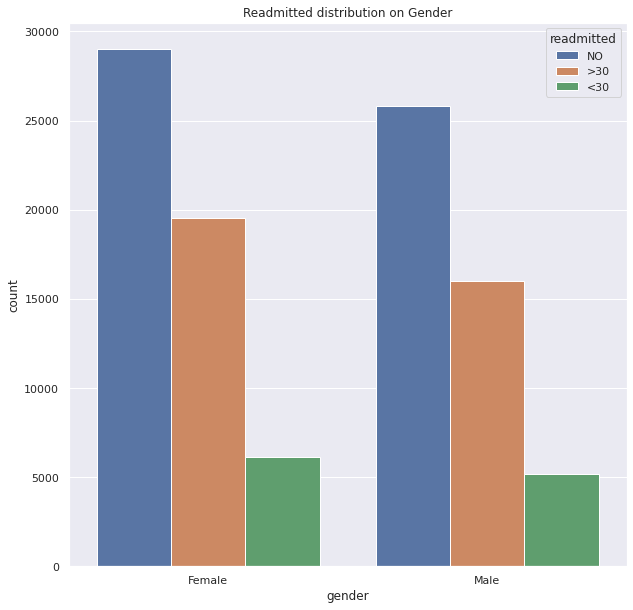 Readmitted distribution on Gender
readmitted
NO
>30
<30
30000
25000
20000
15000
10000
5000
0
count
Female
Male
gender